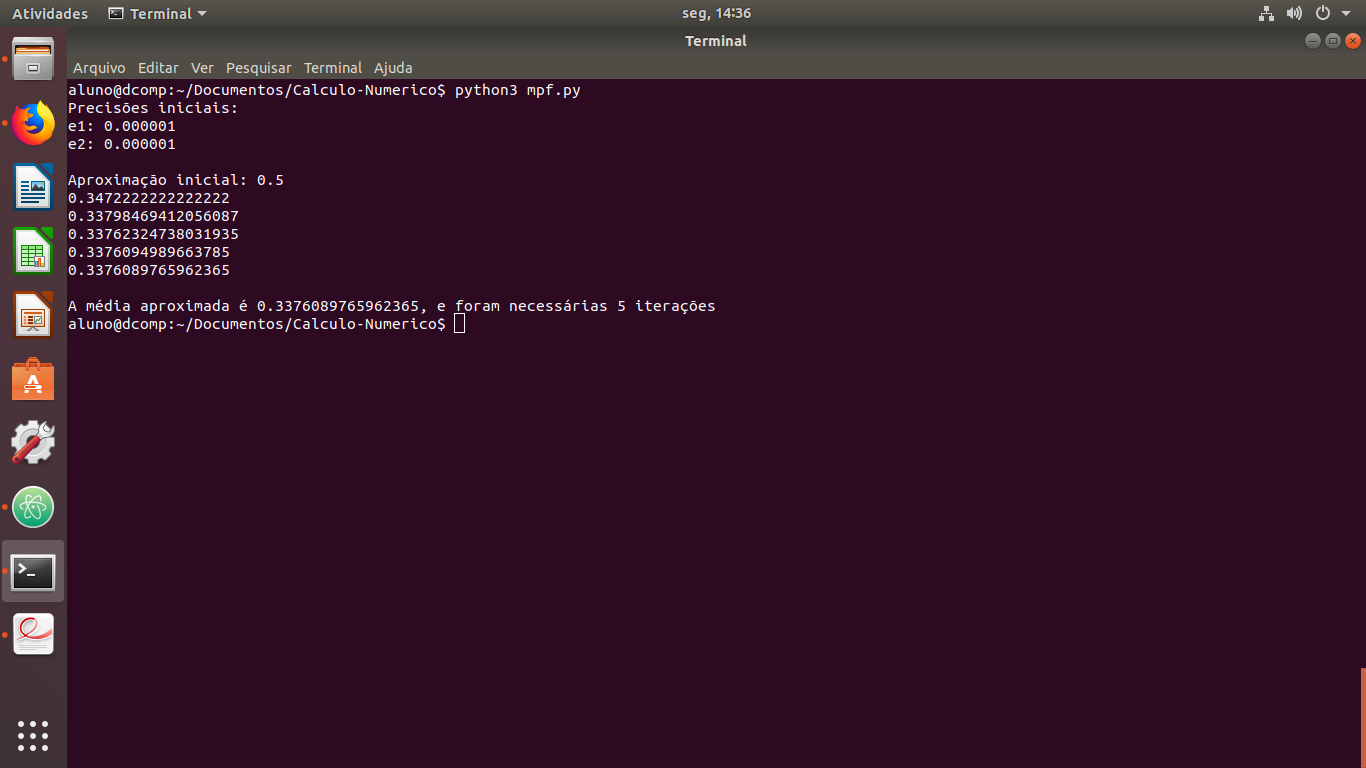 Atividades Terminal seg, 14:36
Terminal
Arquivo Editar Ver Pesquisar Terminal Ajuda
aluno@dcomp:~/Documentos/Calculo-Numerico$ python3 mpf.py
Precisões iniciais:
e1: 0.000001
e2: 0.000001
Aproximação inicial: 0.5
0.3472222222222222
0.33798469412056087
0.33762324738031935
0.3376094989663785
0.3376089765962365
A média aproximada é 0.3376089765962365, e foram necessárias 5 iterações
aluno@dcomp:~/Documentos/Calculo-Numerico$